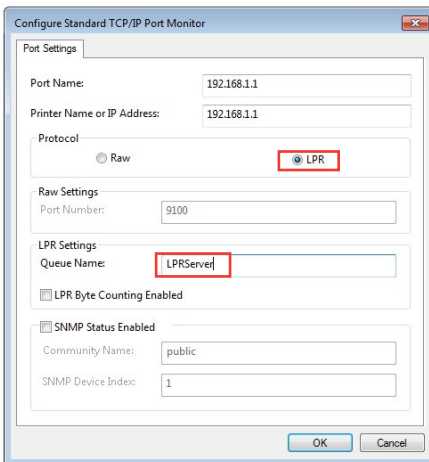 Configure Standard TCP/IP Port Monitor
Port Settings
Port Name: 192.168.1.1
Printer Name or IP Address: 192.168.1.1
Protocol
Raw LPR
Raw Settings
Port Number: 9100
LPR Settings
Queue Name: LPRServer
LPR Byte Counting Enabled
SNMP Status Enabled
Community Name: public
SNMP Device Index: 1
OK Cancel